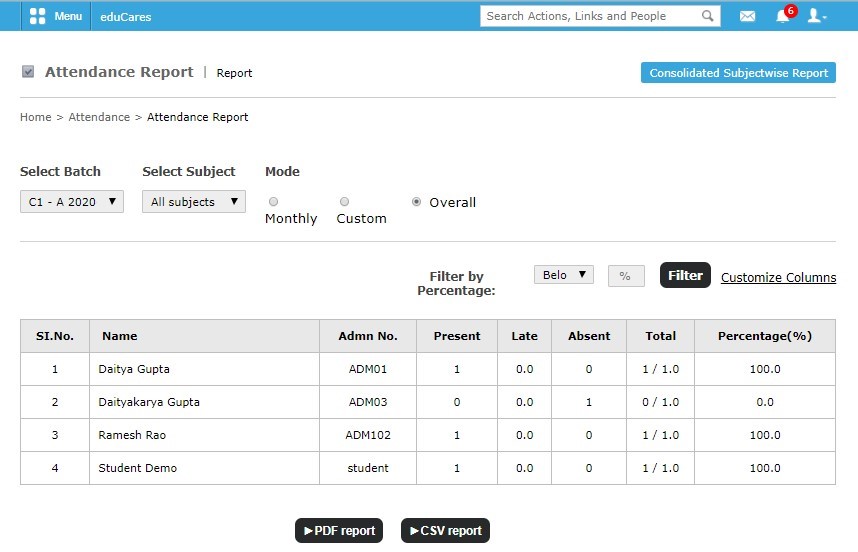 Menu eduCares Search Actions, Links and People 6
Attendance Report | Report Consolidated Subjectwise Report
Home > Attendance > Attendance Report
Select Batch Select Subject Mode
C1 - A 2020 All subjects Overall
Monthly Custom
Filter by Belo % Filter Customize Columns
Percentage:
SI.No. Name Admn No. Present Late Absent Total Percentage(%)
1 Daitya Gupta ADM01 1 0.0 0 1 / 1.0 100.0
2 Daityakarya Gupta ADM03 0 0.0 1 0 / 1.0 0.0
3 Ramesh Rao ADM102 1 0.0 0 1 / 1.0 100.0
4 Student Demo student 1 0.0 0 1 / 1.0 100.0
►PDF report ►CSV report